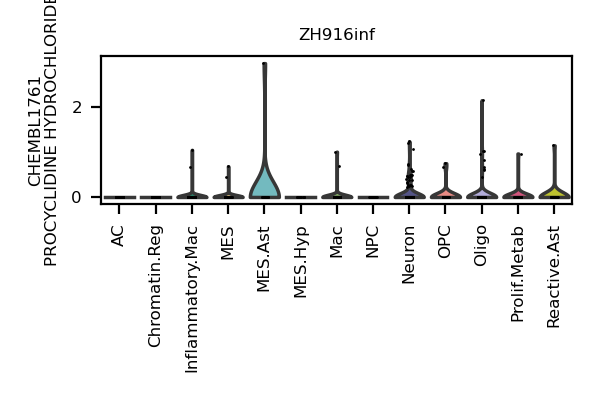 ZH916inf
CHEMBL1761
PROCYCLIDINE HYDROCHLORIDE
2
0
AC
Chromatin.Reg
Inflammatory.Mac
MES
MES.Ast
MES.Hyp
Mac
NPC
Neuron
OPC
Oligo
Prolif.Metab
Reactive.Ast